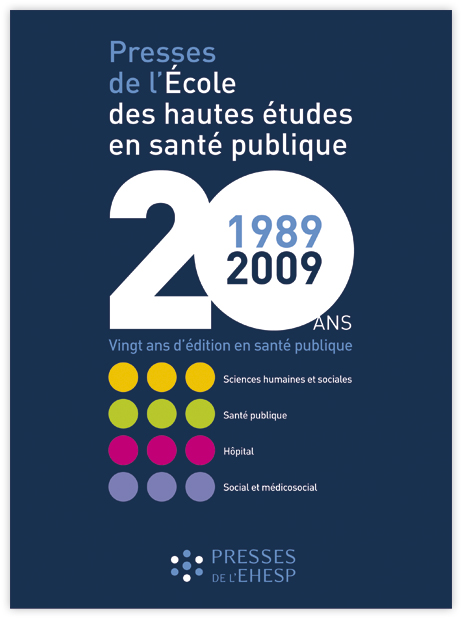 Presses
de l'École
des hautes études
en santé publique
20
1989
2009
ANS
Vingt ans d'édition en santé publique
Sciences humaines et sociales
Santé publique
Hôpital
Social et médicosocial
PRESSES
DE L'EHESP